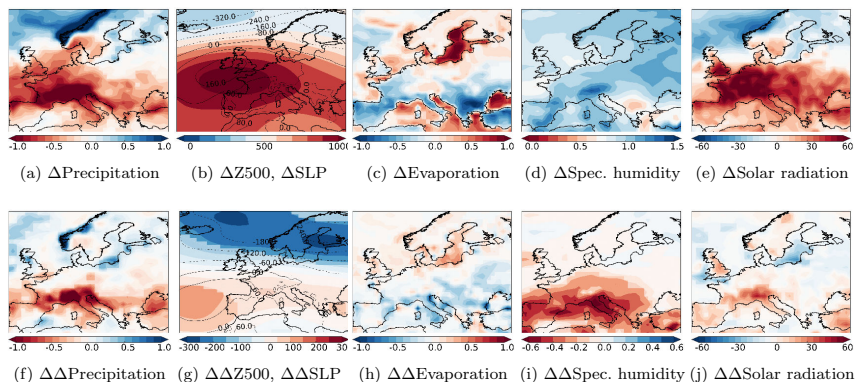 -320.0
-240.0
-160.0
-80.0
0.0
80.0
0.0
-1.0 -0.5 0.0 0.5 1.0
0 500 1000
-1.0 -0.5 0.0 0.5 1.0
0.0 0.5 1.0 1.5
-60 -30 0 30 60
(a) ΔPrecipitation
(b) ΔZ500, ΔSLP
(c) ΔEvaporation
(d) ΔSpec. humidity
(e) ΔSolar radiation
-180.0
-120.0
-60.0
60.0
-1.0 -0.5 0.0 0.5 1.0
-300 -200 -100 0 100 200 30
-1.0 -0.5 0.0 0.5 1.0
-0.6 -0.4 -0.2 0.0 0.2 0.4 0.6
-60 -30 0 30 60
(f) ΔΔPrecipitation
(g) ΔΔZ500, ΔΔSLP
(h) ΔΔEvaporation
(i) ΔΔSpec. humidity
(j) ΔΔSolar radiation